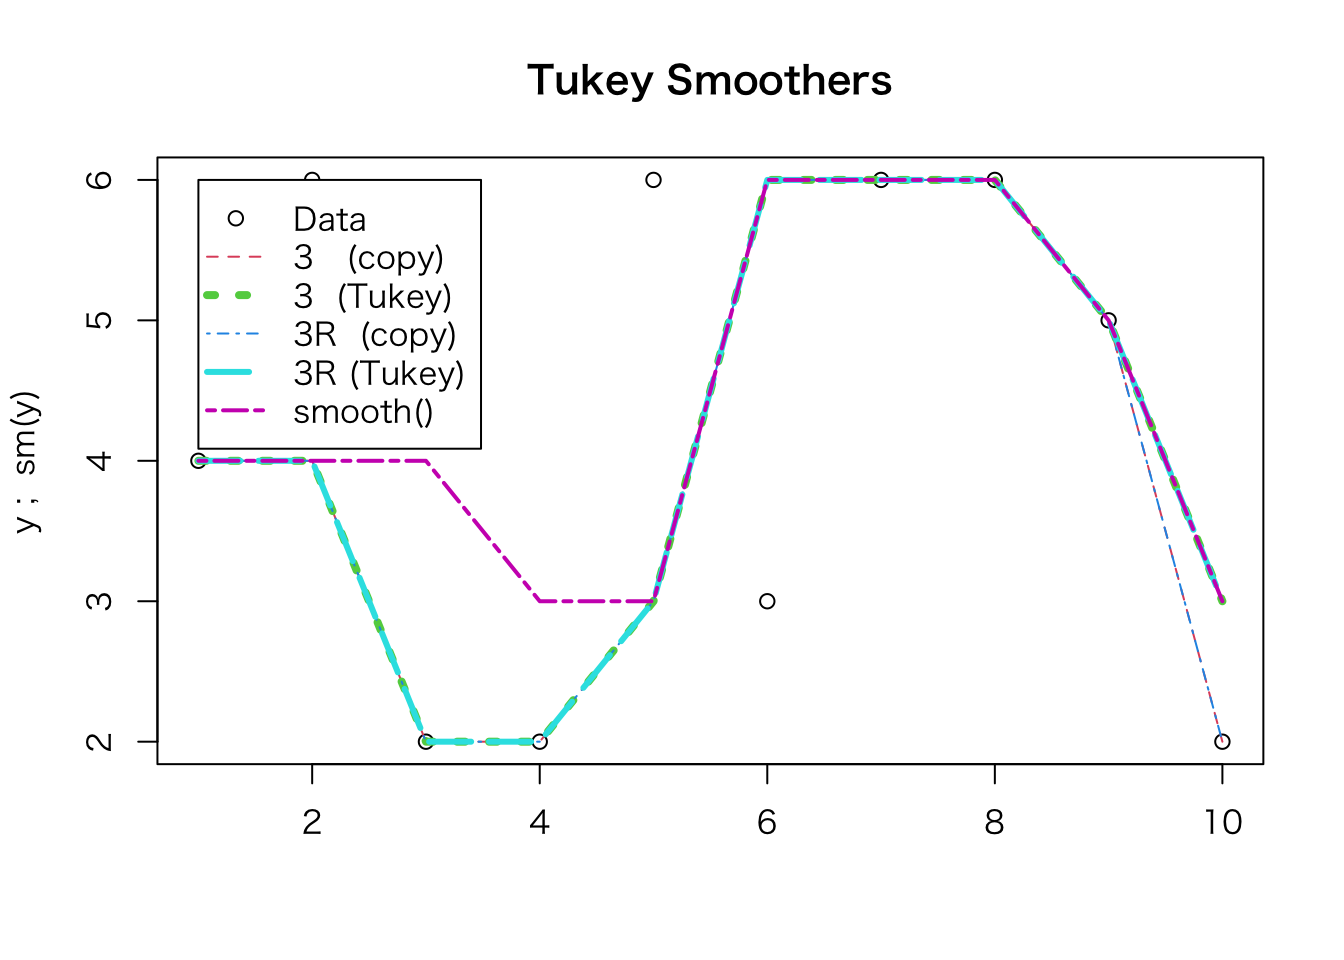 Tukey Smoothers
y ; sm(y)
6
5
4
3
2
Data
3 (copy)
3 (Tukey)
3R (copy)
3R (Tukey)
smooth()
2 4 6 8 10